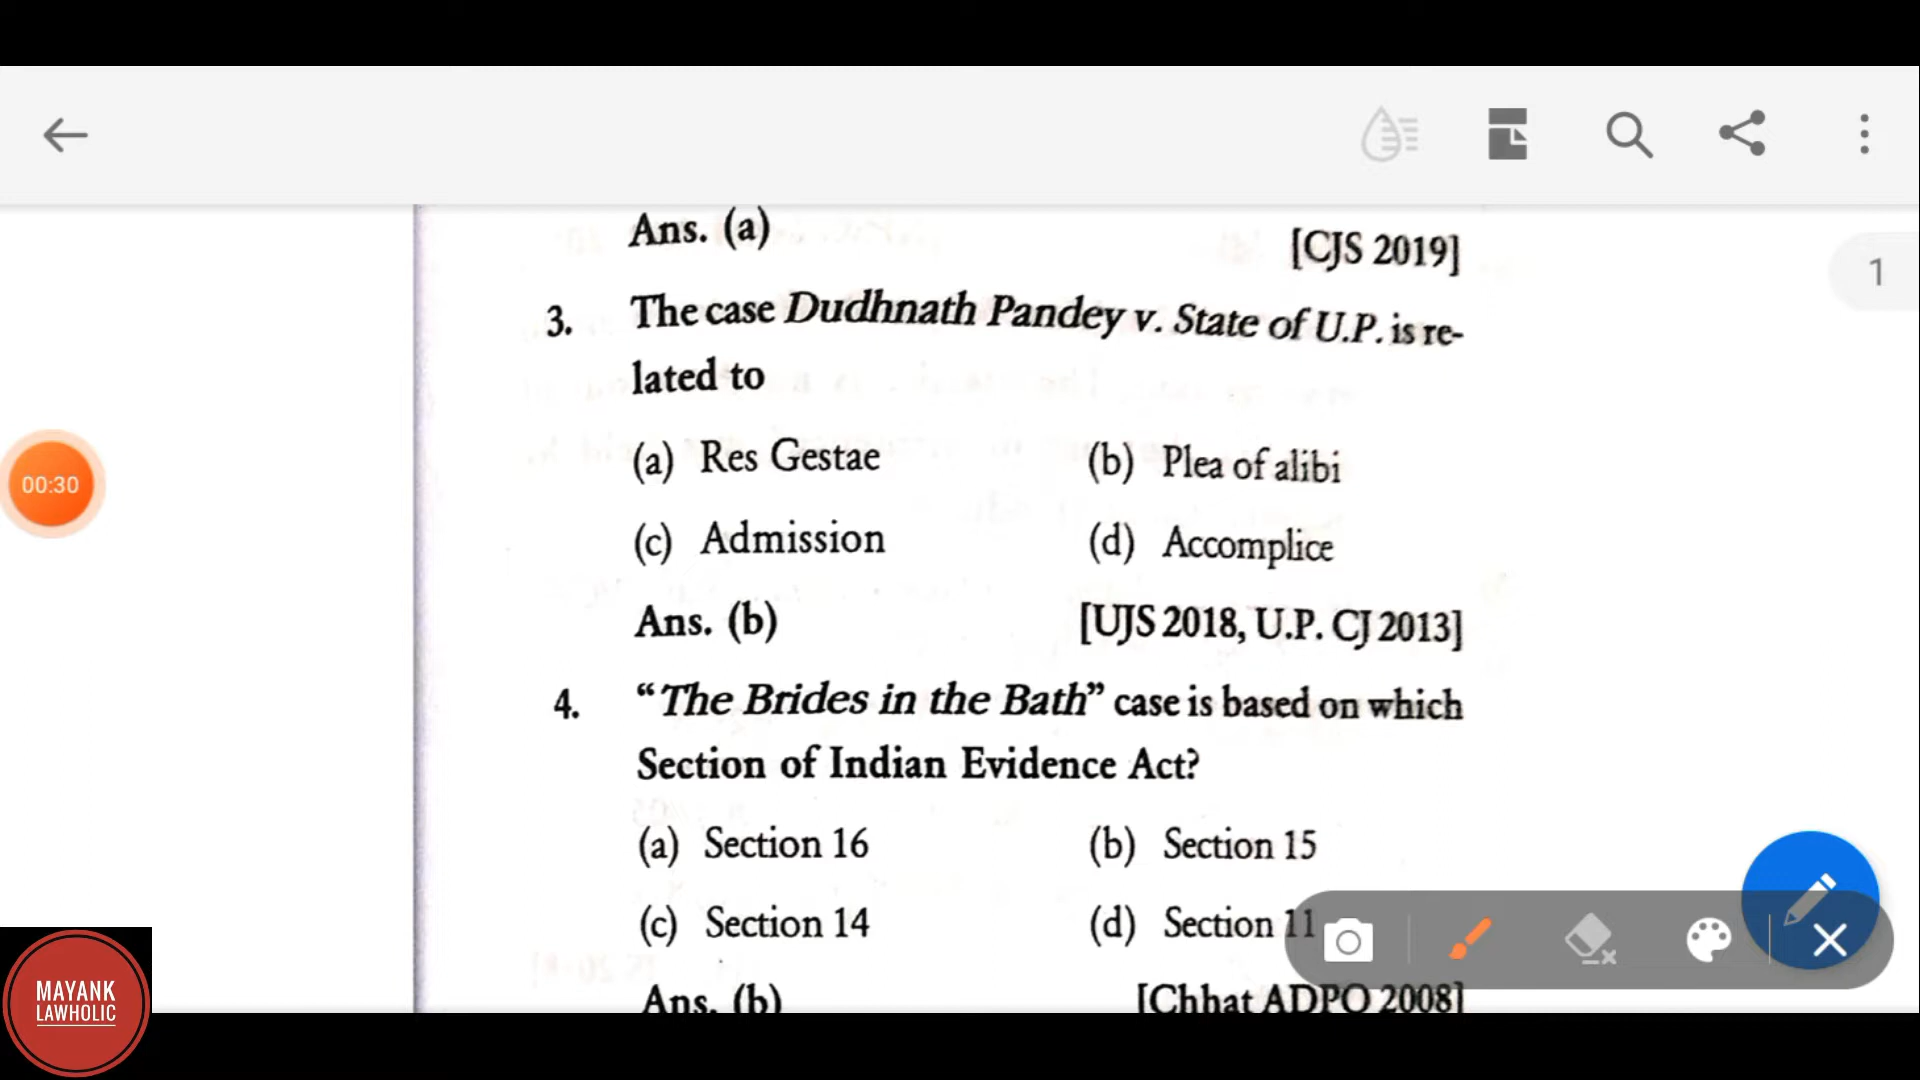 Ans. (a)
[CJS 2019]
1
3. The case Dudhnath Pandey v. State of U.P. is re-
lated to
(a) Res Gestae (b) Plea of alibi
00:30
(c) Admission (d) Accomplice
Ans. (b) [UJS 2018, U.P. CJ 2013]
4. “The Brides in the Bath” case is based on which
Section of Indian Evidence Act?
(a) Section 16 (b) Section 15
(c) Section 14 (d) Section 11
Ans. (b) [Chhat ADPO 2008]
MAYANK
LAWHOLIC